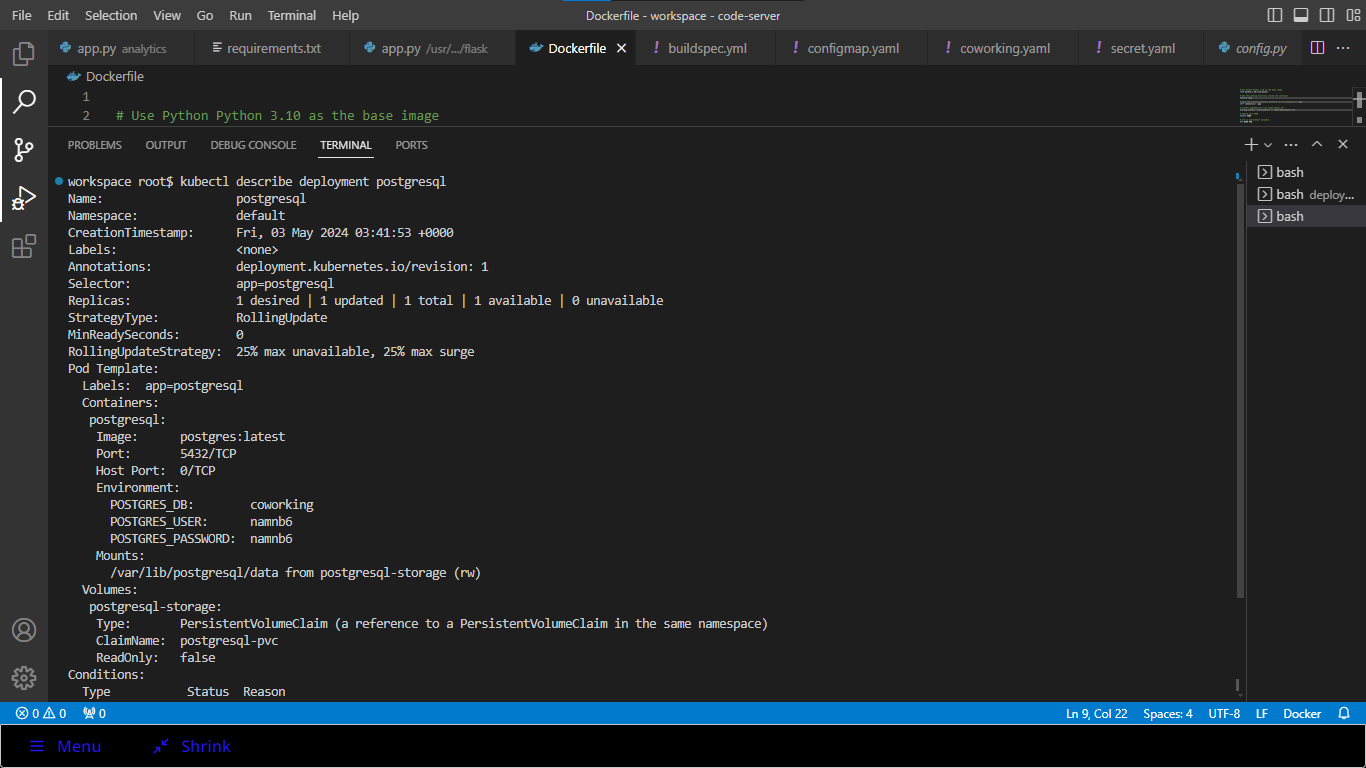 File Edit Selection View Go Run Terminal Help
Dockerfile - workspace - code-server
app.py analytics requirements.txt app.py /usr/.../flask Dockerfile buildspec.yml configmap.yaml coworking.yaml secret.yaml config.py
Dockerfile
1
2 # Use Python Python 3.10 as the base image
PROBLEMS OUTPUT DEBUG CONSOLE TERMINAL PORTS
workspace root$ kubectl describe deployment postgresql
Name: postgresql
Namespace: default
CreationTimestamp: Fri, 03 May 2024 03:41:53 +0000
Labels: <none>
Annotations: deployment.kubernetes.io/revision: 1
Selector: app=postgresql
Replicas: 1 desired | 1 updated | 1 total | 1 available | 0 unavailable
StrategyType: RollingUpdate
MinReadySeconds: 0
RollingUpdateStrategy: 25% max unavailable, 25% max surge
Pod Template:
Labels: app=postgresql
Containers:
postgresql:
Image: postgres:latest
Port: 5432/TCP
Host Port: 0/TCP
Environment:
POSTGRES_DB: coworking
POSTGRES_USER: namnb6
POSTGRES_PASSWORD: namnb6
Mounts:
/var/lib/postgresql/data from postgresql-storage (rw)
Volumes:
postgresql-storage:
Type: PersistentVolumeClaim (a reference to a PersistentVolumeClaim in the same namespace)
ClaimName: postgresql-pvc
ReadOnly: false
Conditions:
Type Status Reason
bash
bash deploy...
bash
0 0 0
Ln 9, Col 22 Spaces: 4 UTF-8 LF Docker
Menu Shrink